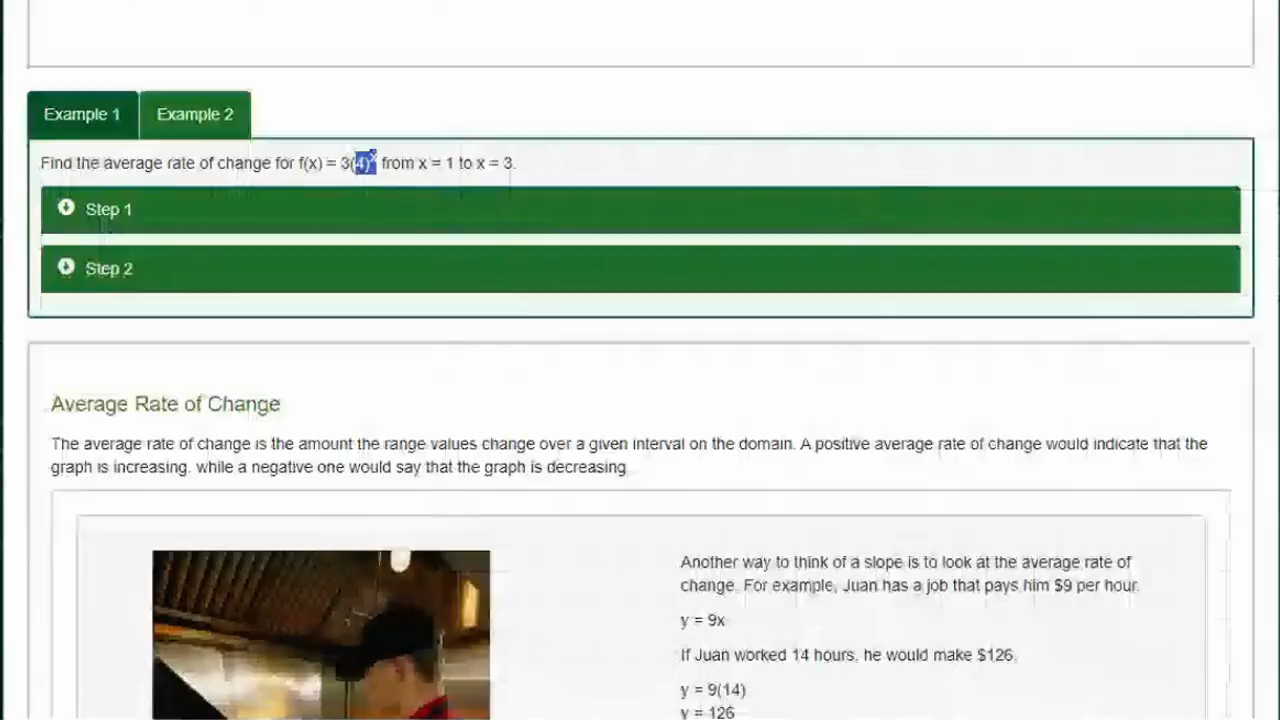 Example 1
Example 2
Find the average rate of change for f(x) = 3(4)ˣ from x = 1 to x = 3.
Step 1
Step 2
Average Rate of Change
The average rate of change is the amount the range values change over a given interval on the domain. A positive average rate of change would indicate that the
graph is increasing, while a negative one would say that the graph is decreasing.
Another way to think of a slope is to look at the average rate of
change. For example, Juan has a job that pays him $9 per hour.
y = 9x
If Juan worked 14 hours, he would make $126.
y = 9(14)
y = 126